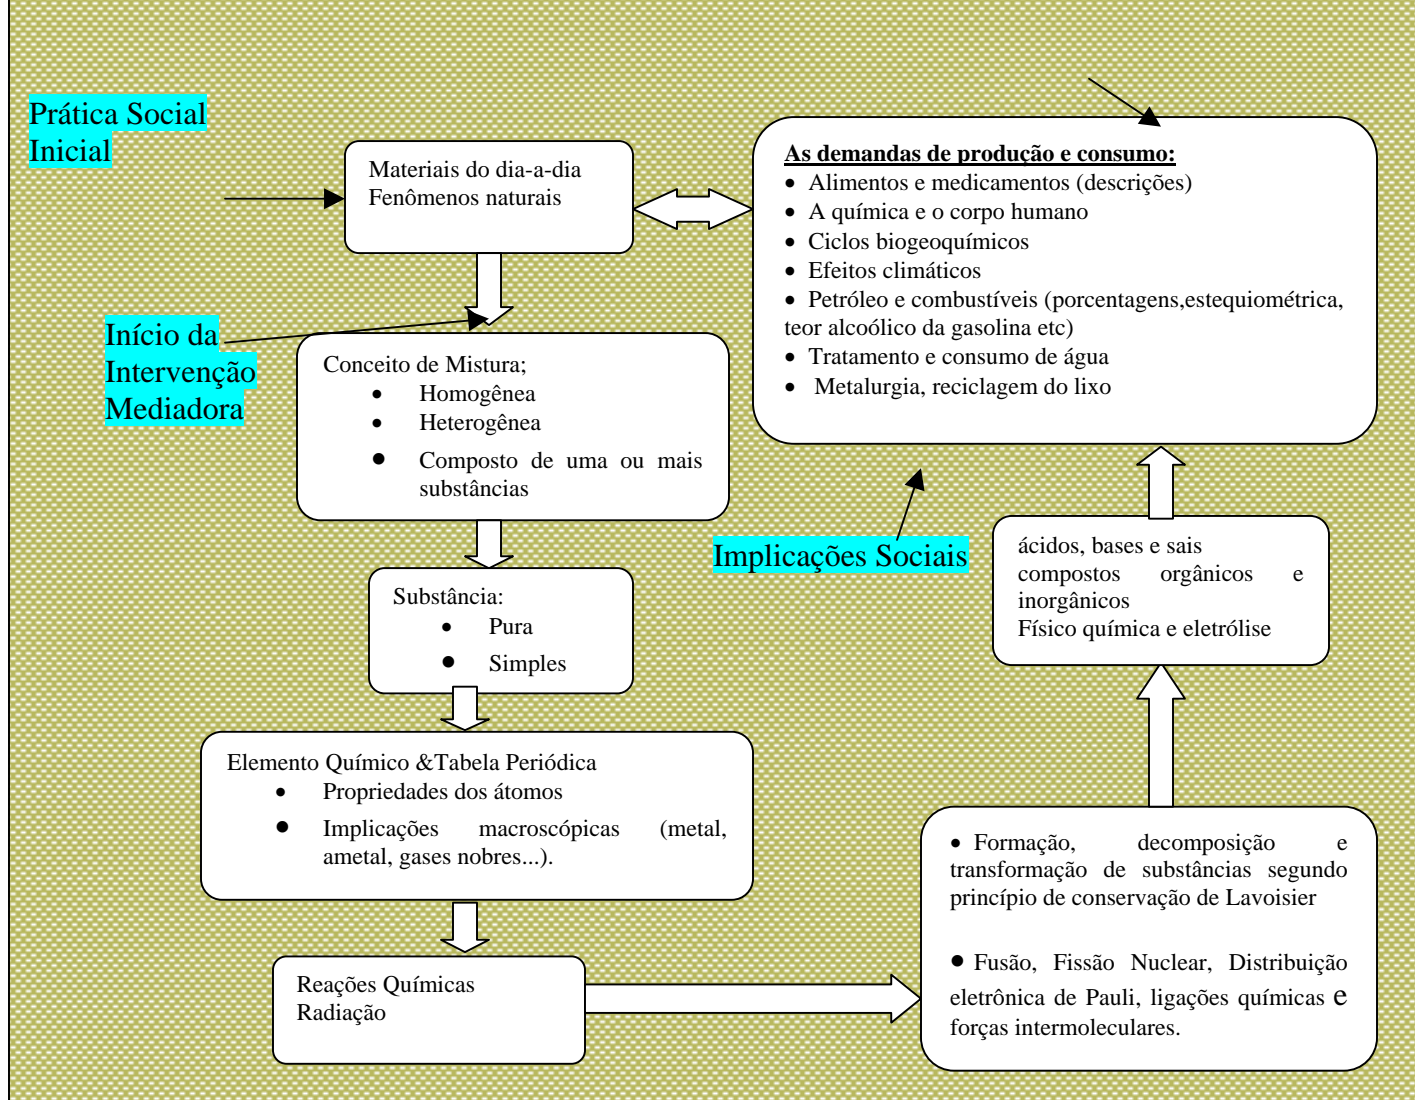 Prática Social
Inicial
Materiais do dia-a-dia
Fenômenos naturais
As demandas de produção e consumo:
• Alimentos e medicamentos (descrições)
• A química e o corpo humano
• Ciclos biogeoquímicos
• Efeitos climáticos
• Petróleo e combustíveis (porcentagens,estequiométrica,
teor alcoólico da gasolina etc)
• Tratamento e consumo de água
• Metalurgia, reciclagem do lixo
Início da
Intervenção
Mediadora
Conceito de Mistura;
• Homogênea
• Heterogênea
• Composto de uma ou mais
substâncias
Implicações Sociais
ácidos, bases e sais
compostos orgânicos e
inorgânicos
Físico química e eletrólise
Substância:
• Pura
• Simples
Elemento Químico &Tabela Periódica
• Propriedades dos átomos
• Implicações macroscópicas (metal,
ametal, gases nobres...).
• Formação, decomposição e
transformação de substâncias segundo
princípio de conservação de Lavoisier
• Fusão, Fissão Nuclear, Distribuição
eletrônica de Pauli, ligações químicas e
forças intermoleculares.
Reações Químicas
Radiação